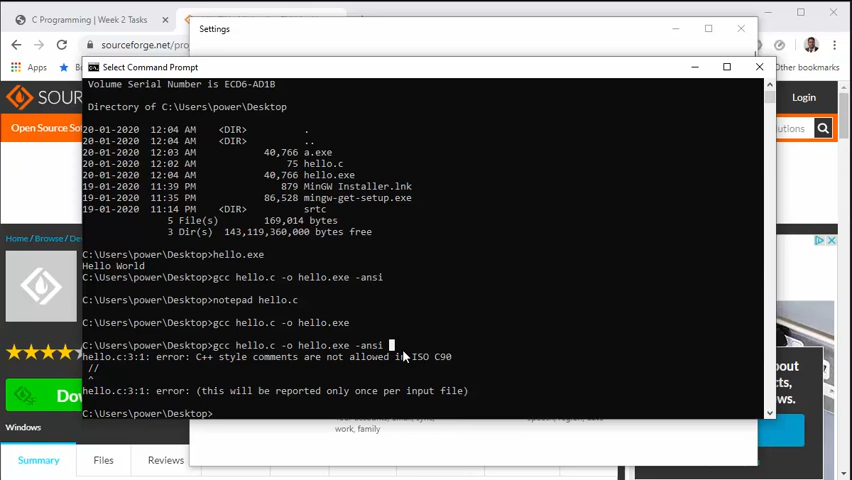 C Programming | Week 2 Tasks
Settings
sourceforge.net/pro
Apps
Other bookmarks
Select Command Prompt
SOUR
Login
Open Source Sof
utions
Volume Serial Number is ECD6-AD1B
Directory of C:\Users\power\Desktop
20-01-2020  12:04 AM    <DIR>          .
20-01-2020  12:04 AM    <DIR>          ..
20-01-2020  12:03 AM            40,766 a.exe
20-01-2020  12:02 AM                75 hello.c
20-01-2020  12:04 AM            40,766 hello.exe
19-01-2020  11:39 PM               879 MinGW Installer.lnk
19-01-2020  11:35 PM            86,528 mingw-get-setup.exe
19-01-2020  11:14 PM    <DIR>          srtc
5 File(s)        169,014 bytes
3 Dir(s)  143,119,360,000 bytes free
Home / Browse / De
C:\Users\power\Desktop>hello.exe
Hello World
C:\Users\power\Desktop>gcc hello.c -o hello.exe -ansi
C:\Users\power\Desktop>notepad hello.c
C:\Users\power\Desktop>gcc hello.c -o hello.exe
C:\Users\power\Desktop>gcc hello.c -o hello.exe -ansi
hello.c:3:1: error: C++ style comments are not allowed in ISO C90
//
^
hello.c:3:1: error: (this will be reported only once per input file)
C:\Users\power\Desktop>
Do
Windows
work, family
Summary
Files
Reviews